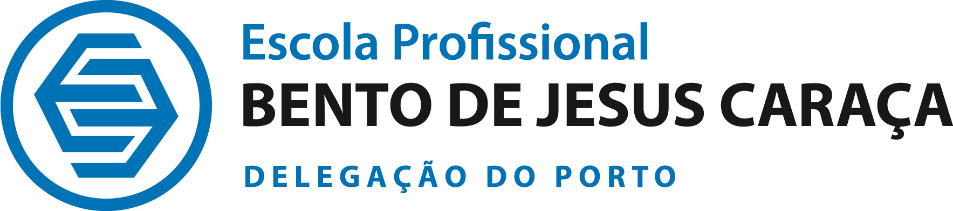 Escola Profissional
BENTO DE JESUS CARAÇA
DELEGAÇÃO DO PORTO